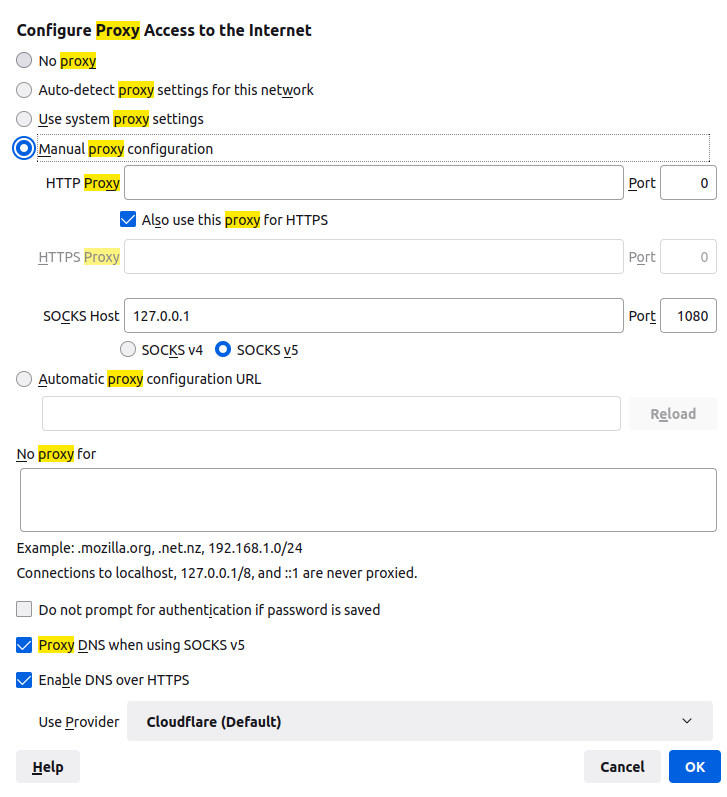 Configure Proxy Access to the Internet
No proxy
Auto-detect proxy settings for this network
Use system proxy settings
Manual proxy configuration
HTTP Proxy Port 0
Also use this proxy for HTTPS
HTTPS Proxy Port 0
SOCKS Host 127.0.0.1 Port 1080
SOCKS v4 SOCKS v5
Automatic proxy configuration URL
Reload
No proxy for
Example: .mozilla.org, .net.nz, 192.168.1.0/24
Connections to localhost, 127.0.0.1/8, and ::1 are never proxied.
Do not prompt for authentication if password is saved
Proxy DNS when using SOCKS v5
Enable DNS over HTTPS
Use Provider Cloudflare (Default)
Help Cancel OK